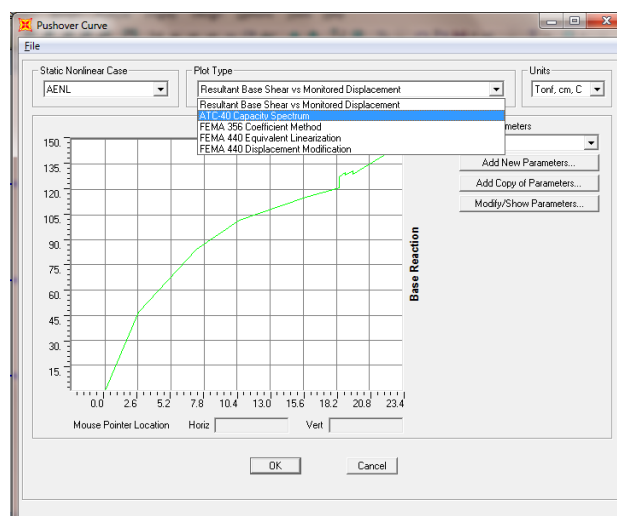 Pushover Curve
File
Static Nonlinear Case
AENL
Plot Type
Resultant Base Shear vs Monitored Displacement
Resultant Base Shear vs Monitored Displacement
ATC-40 Capacity Spectrum
FEMA 356 Coefficient Method
FEMA 440 Equivalent Linearization
FEMA 440 Displacement Modification
Units
Tonf, cm, C
Add New Parameters...
Add Copy of Parameters...
Modify/Show Parameters...
150.
135.
120.
105.
90.
75.
60.
45.
30.
15.
0.0 2.6 5.2 7.8 10.4 13.0 15.6 18.2 20.8 23.4
Base Reaction
Mouse Pointer Location Horiz Vert
OK Cancel